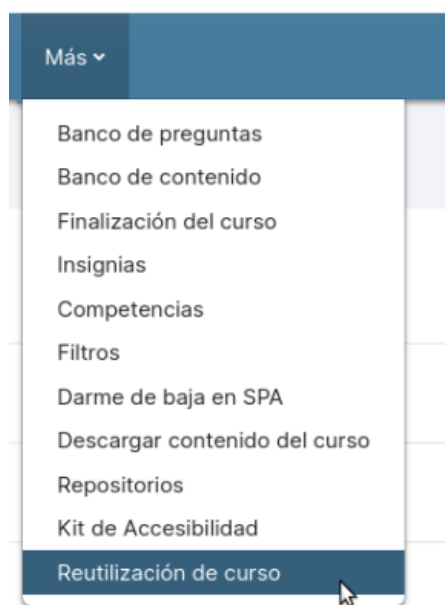 Más
Banco de preguntas
Banco de contenido
Finalización del curso
Insignias
Competencias
Filtros
Darme de baja en SPA
Descargar contenido del curso
Repositorios
Kit de Accesibilidad
Reutilización de curso